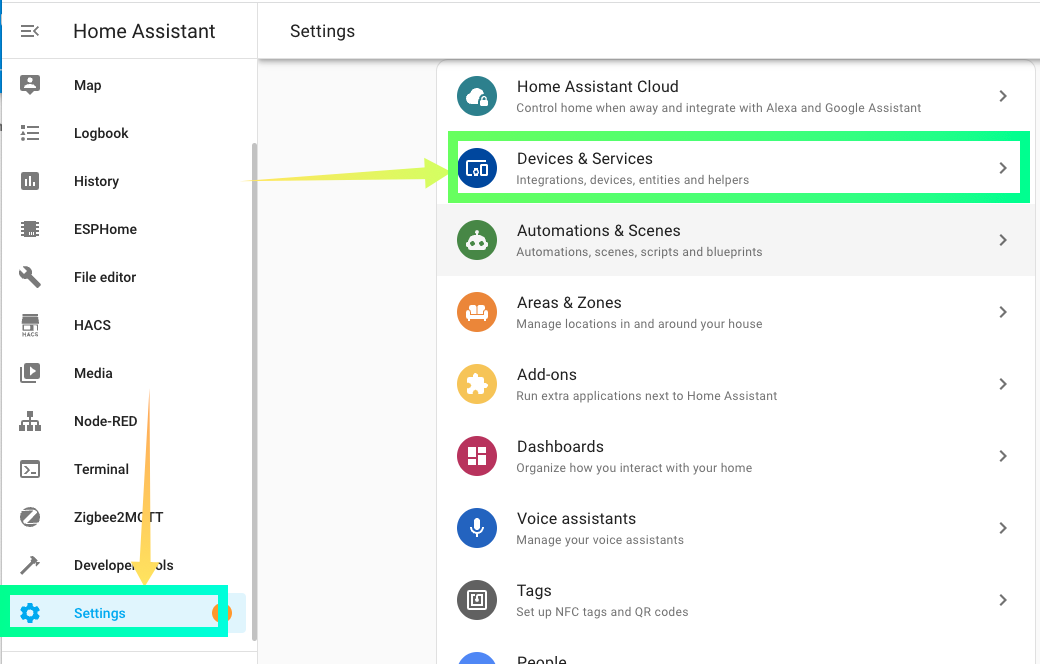 Home Assistant
Settings
Map
Logbook
History
ESPHome
File editor
HACS
HACS
Media
Node-RED
Terminal
Zigbee2MQTT
Developer Tools
Settings
Home Assistant Cloud
Control home when away and integrate with Alexa and Google Assistant
Devices & Services
Integrations, devices, entities and helpers
Automations & Scenes
Automations, scenes, scripts and blueprints
Areas & Zones
Manage locations in and around your house
Add-ons
Run extra applications next to Home Assistant
Dashboards
Organize how you interact with your home
Voice assistants
Manage your voice assistants
Tags
Set up NFC tags and QR codes
People